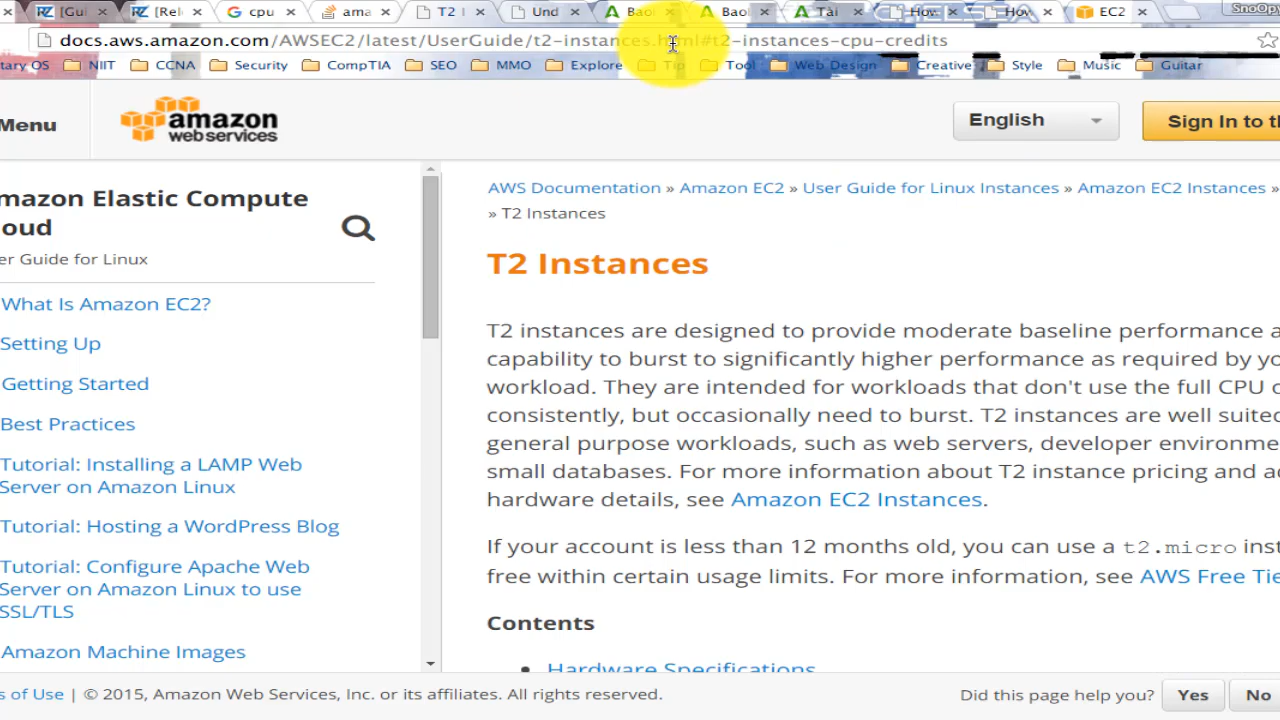 [Gui
[Rel
cpu
ama
T2 I
Und
Bao
Bao
Tài
How
How
EC2
SnoOp
docs.aws.amazon.com/AWSEC2/latest/UserGuide/t2-instances.html#t2-instances-cpu-credits
tary OS NIIT CCNA Security CompTIA SEO MMO Explore Tip Tool Web Design Creative Style Music Guitar
Menu
amazon
web services
English
Sign In to th
mazon Elastic Compute
oud
er Guide for Linux
What Is Amazon EC2?
Setting Up
Getting Started
Best Practices
Tutorial: Installing a LAMP Web
Server on Amazon Linux
Tutorial: Hosting a WordPress Blog
Tutorial: Configure Apache Web
Server on Amazon Linux to use
SSL/TLS
Amazon Machine Images
AWS Documentation » Amazon EC2 » User Guide for Linux Instances » Amazon EC2 Instances »
» T2 Instances
T2 Instances
T2 instances are designed to provide moderate baseline performance a
capability to burst to significantly higher performance as required by yo
workload. They are intended for workloads that don't use the full CPU o
consistently, but occasionally need to burst. T2 instances are well suited
general purpose workloads, such as web servers, developer environme
small databases. For more information about T2 instance pricing and ad
hardware details, see Amazon EC2 Instances.
If your account is less than 12 months old, you can use a t2.micro inst
free within certain usage limits. For more information, see AWS Free Tie
Contents
• Hardware Specifications
s of Use | © 2015, Amazon Web Services, Inc. or its affiliates. All rights reserved.
Did this page help you? Yes No